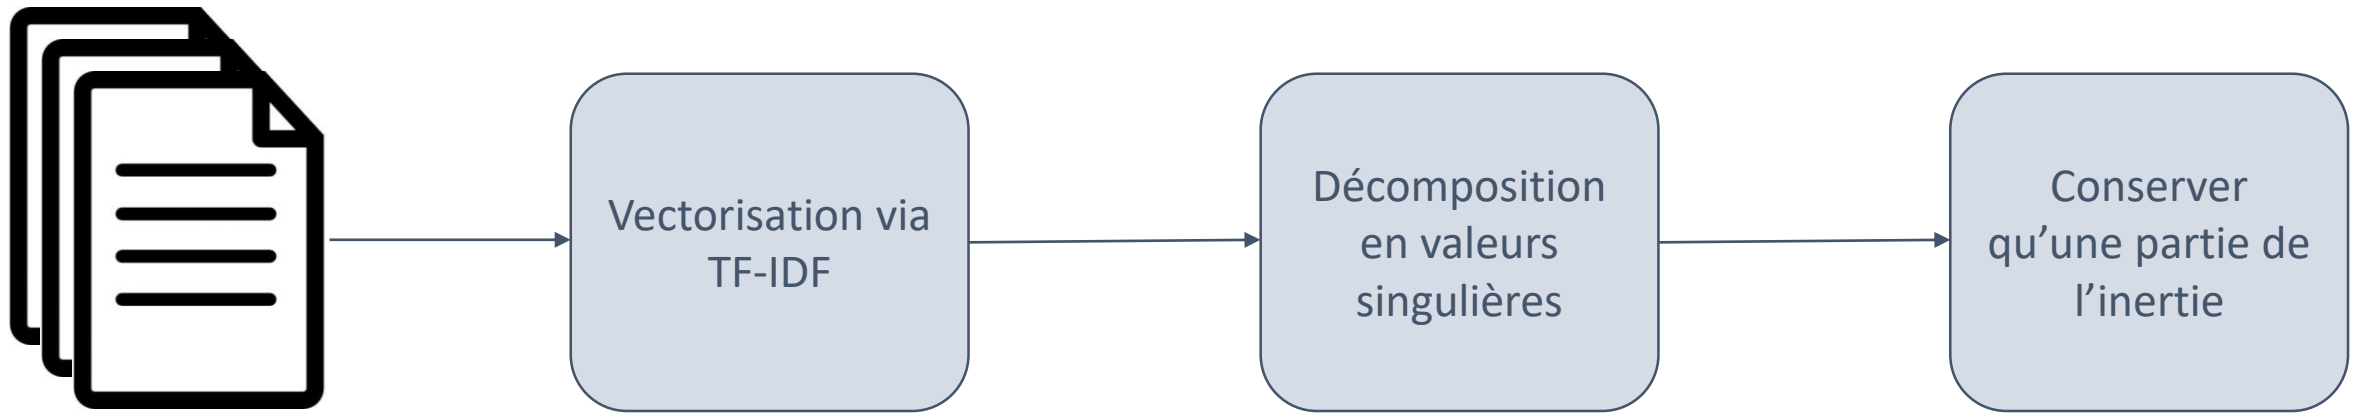 Vectorisation via
TF-IDF
Décomposition
en valeurs
singulières
Conserver
qu’une partie de
l’inertie